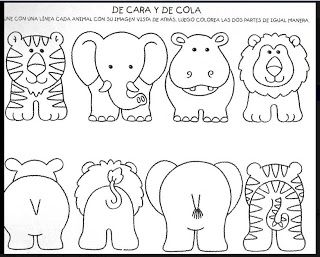 DE CARA Y DE COLA
UNE CON UNA LÍNEA CADA ANIMAL CON SU IMAGEN VISTA DE ATRÁS. LUEGO COLOREA LAS DOS PARTES DE IGUAL MANERA